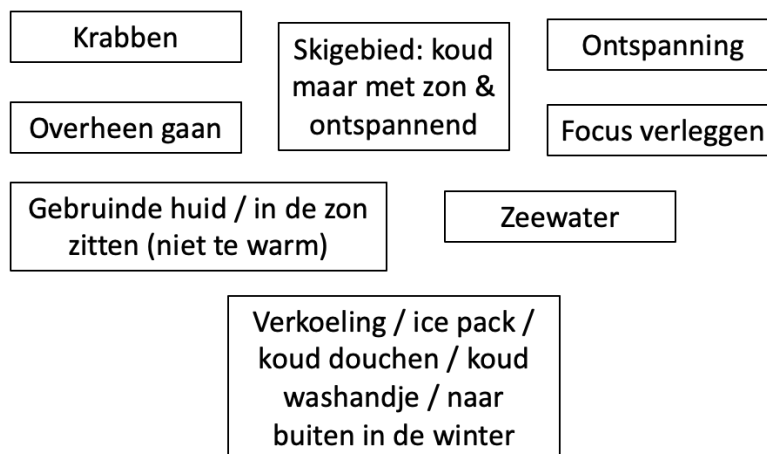 Krabben
Skigebied: koud
maar met zon &
ontspannend
Ontspanning
Overheen gaan
Focus verleggen
Gebruinde huid / in de zon
zitten (niet te warm)
Zeewater
Verkoeling / ice pack /
koud douchen / koud
washandje / naar
buiten in de winter